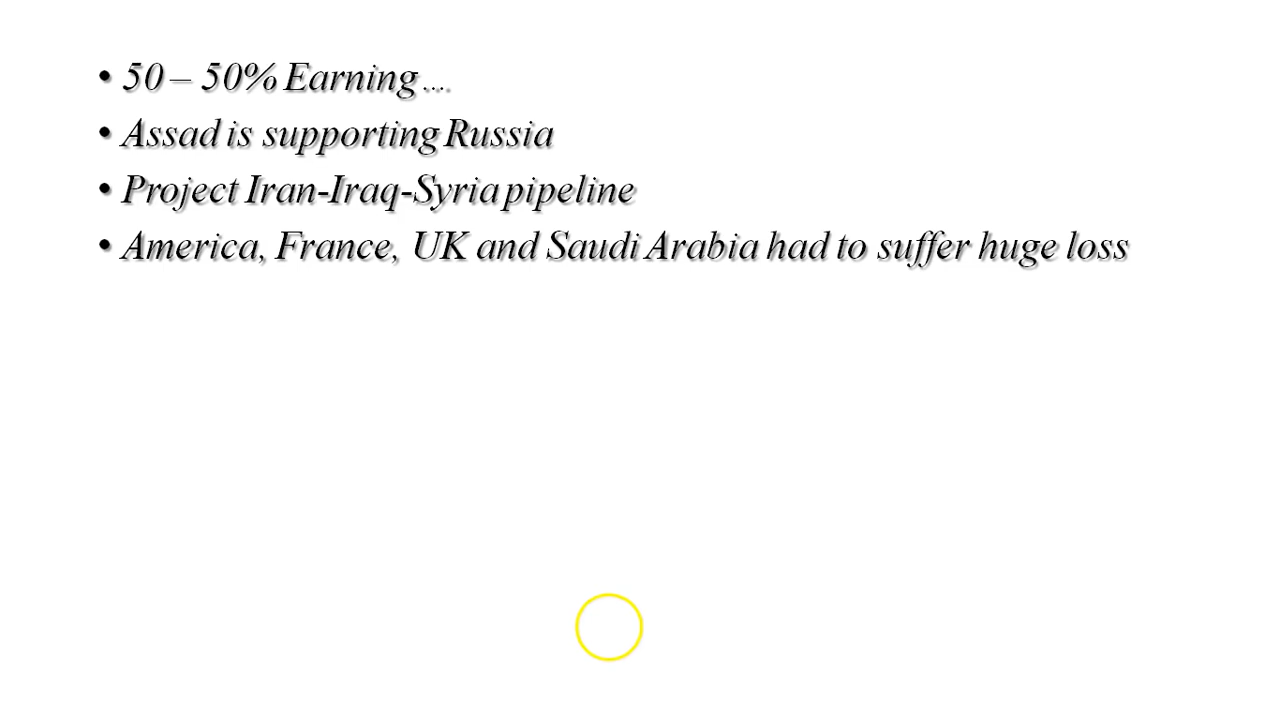 • 50 – 50% Earning ....
• Assad is supporting Russia
• Project Iran-Iraq-Syria pipeline
• America, France, UK and Saudi Arabia had to suffer huge loss